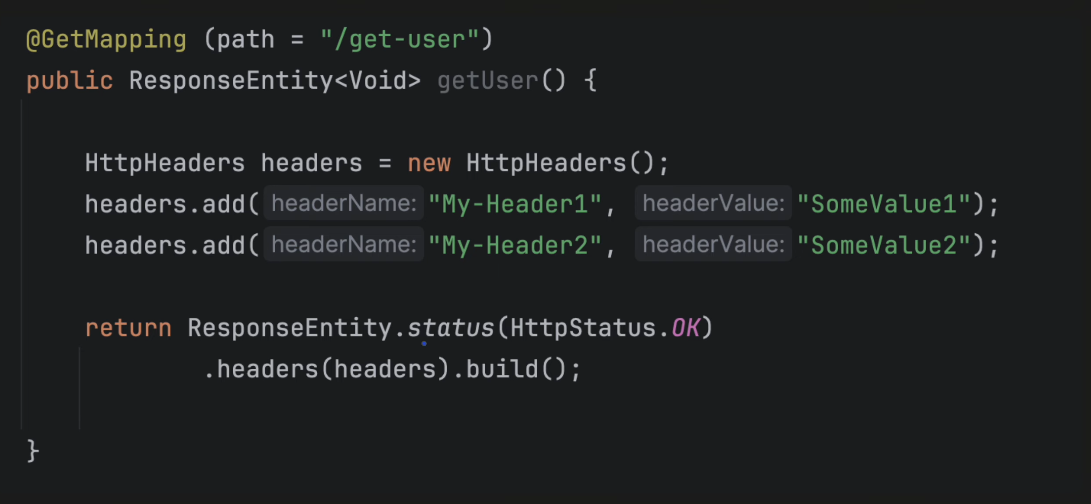 @GetMapping (path = "/get-user")
public ResponseEntity<Void> getUser() {
HttpHeaders headers = new HttpHeaders();
headers.add( headerName: "My-Header1", headerValue: "SomeValue1");
headers.add( headerName: "My-Header2", headerValue: "SomeValue2");
return ResponseEntity.status(HttpStatus.OK)
.headers(headers).build();
}